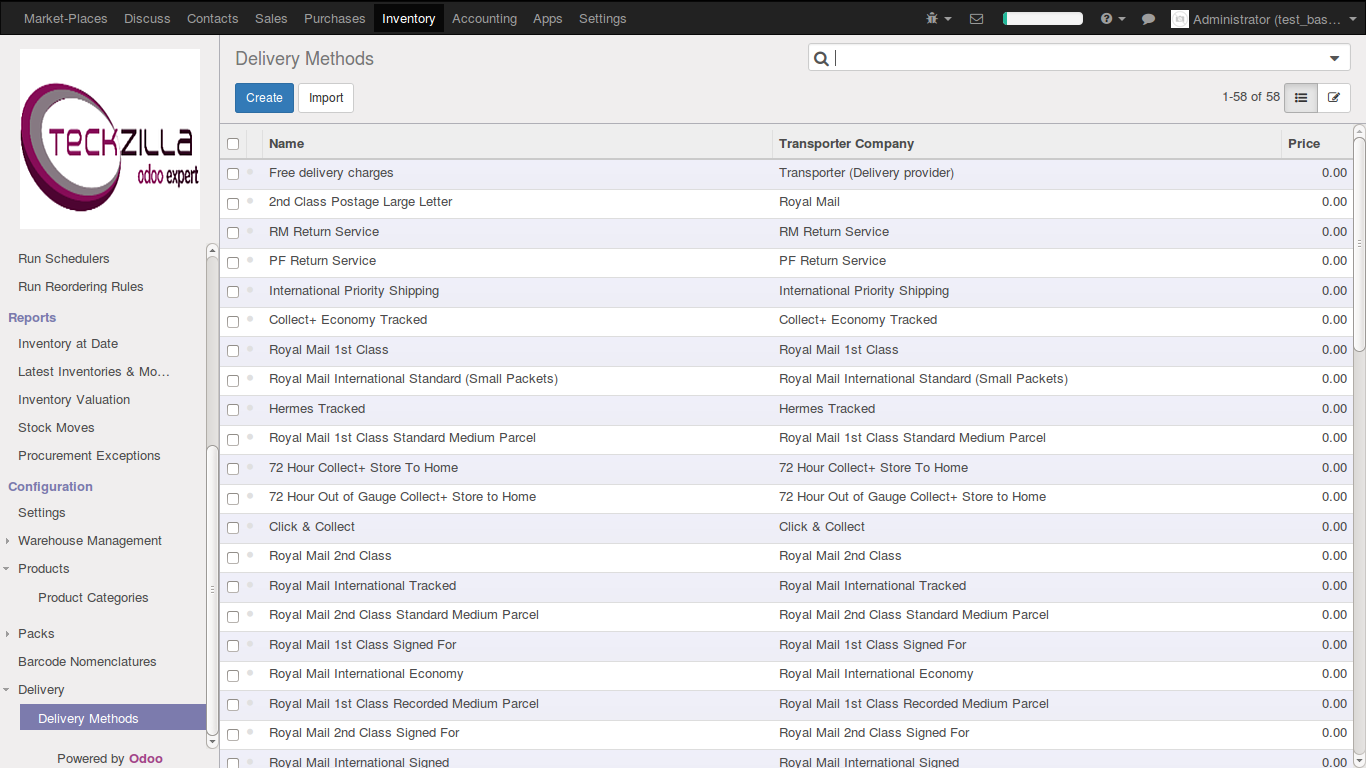 Market-Places Discuss Contacts Sales Purchases Inventory Accounting Apps Settings Administrator (test_bas...
TECKZILLA
odoo expert
Run Schedulers
Run Reordering Rules
Reports
Inventory at Date
Latest Inventories & Mo...
Inventory Valuation
Stock Moves
Procurement Exceptions
Configuration
Settings
Warehouse Management
Products
Product Categories
Packs
Barcode Nomenclatures
Delivery
Delivery Methods
Powered by Odoo
Delivery Methods
Create Import 1-58 of 58
Name Transporter Company Price
Free delivery charges Transporter (Delivery provider) 0.00
2nd Class Postage Large Letter Royal Mail 0.00
RM Return Service RM Return Service 0.00
PF Return Service PF Return Service 0.00
International Priority Shipping International Priority Shipping 0.00
Collect+ Economy Tracked Collect+ Economy Tracked 0.00
Royal Mail 1st Class Royal Mail 1st Class 0.00
Royal Mail International Standard (Small Packets) Royal Mail International Standard (Small Packets) 0.00
Hermes Tracked Hermes Tracked 0.00
Royal Mail 1st Class Standard Medium Parcel Royal Mail 1st Class Standard Medium Parcel 0.00
72 Hour Collect+ Store To Home 72 Hour Collect+ Store To Home 0.00
72 Hour Out of Gauge Collect+ Store to Home 72 Hour Out of Gauge Collect+ Store to Home 0.00
Click & Collect Click & Collect 0.00
Royal Mail 2nd Class Royal Mail 2nd Class 0.00
Royal Mail International Tracked Royal Mail International Tracked 0.00
Royal Mail 2nd Class Standard Medium Parcel Royal Mail 2nd Class Standard Medium Parcel 0.00
Royal Mail 1st Class Signed For Royal Mail 1st Class Signed For 0.00
Royal Mail International Economy Royal Mail International Economy 0.00
Royal Mail 1st Class Recorded Medium Parcel Royal Mail 1st Class Recorded Medium Parcel 0.00
Royal Mail 2nd Class Signed For Royal Mail 2nd Class Signed For 0.00
Royal Mail International Signed Royal Mail International Signed 0.00